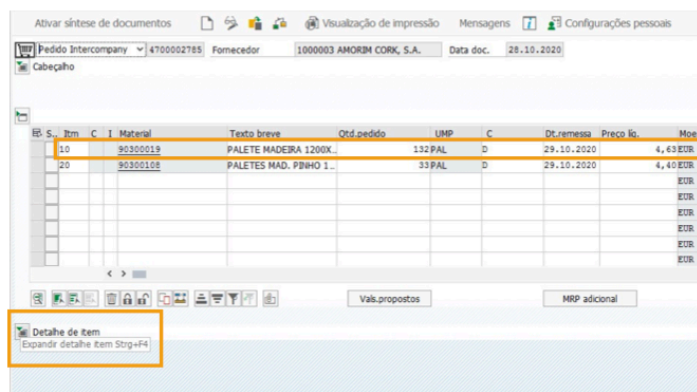 Ativar síntese de documentos Visualização de impressão Mensagens Configurações pessoais
Pedido Intercompany 4700002785 Fornecedor 1000003 AMORIM CORK, S.A. Data doc. 28.10.2020
Cabeçalho
S.. Itm C I Material Texto breve Qtd.pedido UMP C Dt.remessa Preço líq. Moe
10 90300019 PALETE MADEIRA 1200X… 132 PAL D 29.10.2020 4,63 EUR
20 90300108 PALETES MAD. PINHO 1… 33 PAL D 29.10.2020 4,40 EUR
EUR
EUR
EUR
EUR
EUR
Vals.propostos MRP adicional
Detalhe de item
Expandir detalhe item Strg+F4